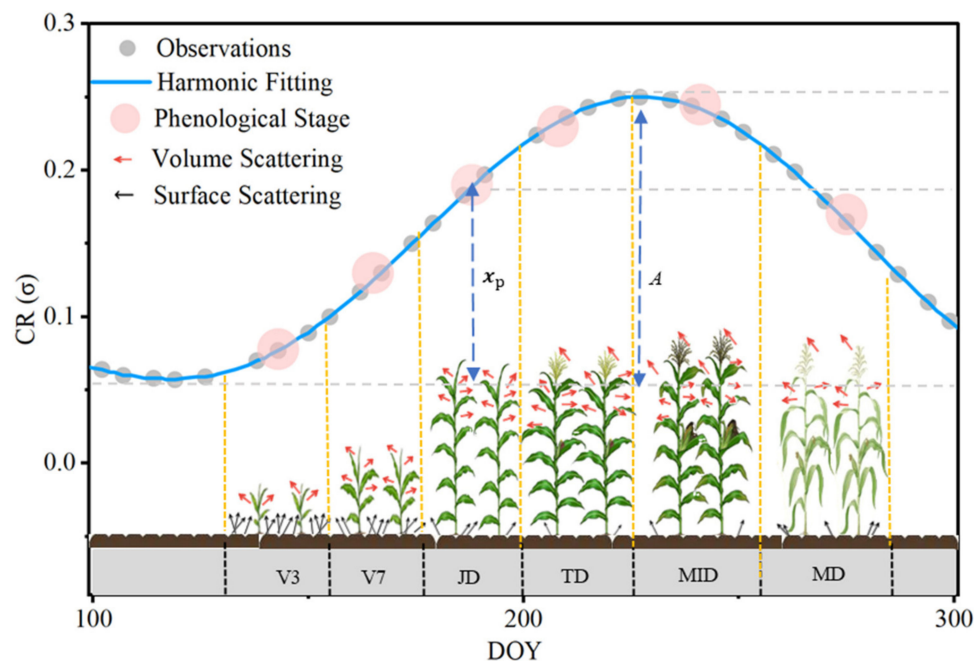 0.3
0.2
0.1
0.0
CR (σ)
Observations
Harmonic Fitting
Phenological Stage
Volume Scattering
Surface Scattering
xp
A
V3 V7 JD TD MID MD
100 200 300
DOY